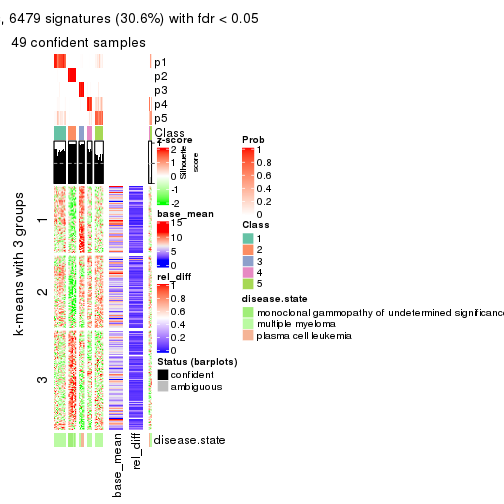 , 6479 signatures (30.6%) with fdr < 0.05
49 confident samples
p1
p2
p3
p4
p5
Class
Silhouette
score
k-means with 3 groups
1
2
3
base_mean
rel_diff
disease.state
z-score
2
1
0
-1
-2
base_mean
15
10
5
0
rel_diff
1
0.8
0.6
0.4
0.2
0
Status (barplots)
confident
ambiguous
Prob
1
0.8
0.6
0.4
0.2
0
Class
1
2
3
4
5
disease.state
monoclonal gammopathy of undetermined significance
multiple myeloma
plasma cell leukemia